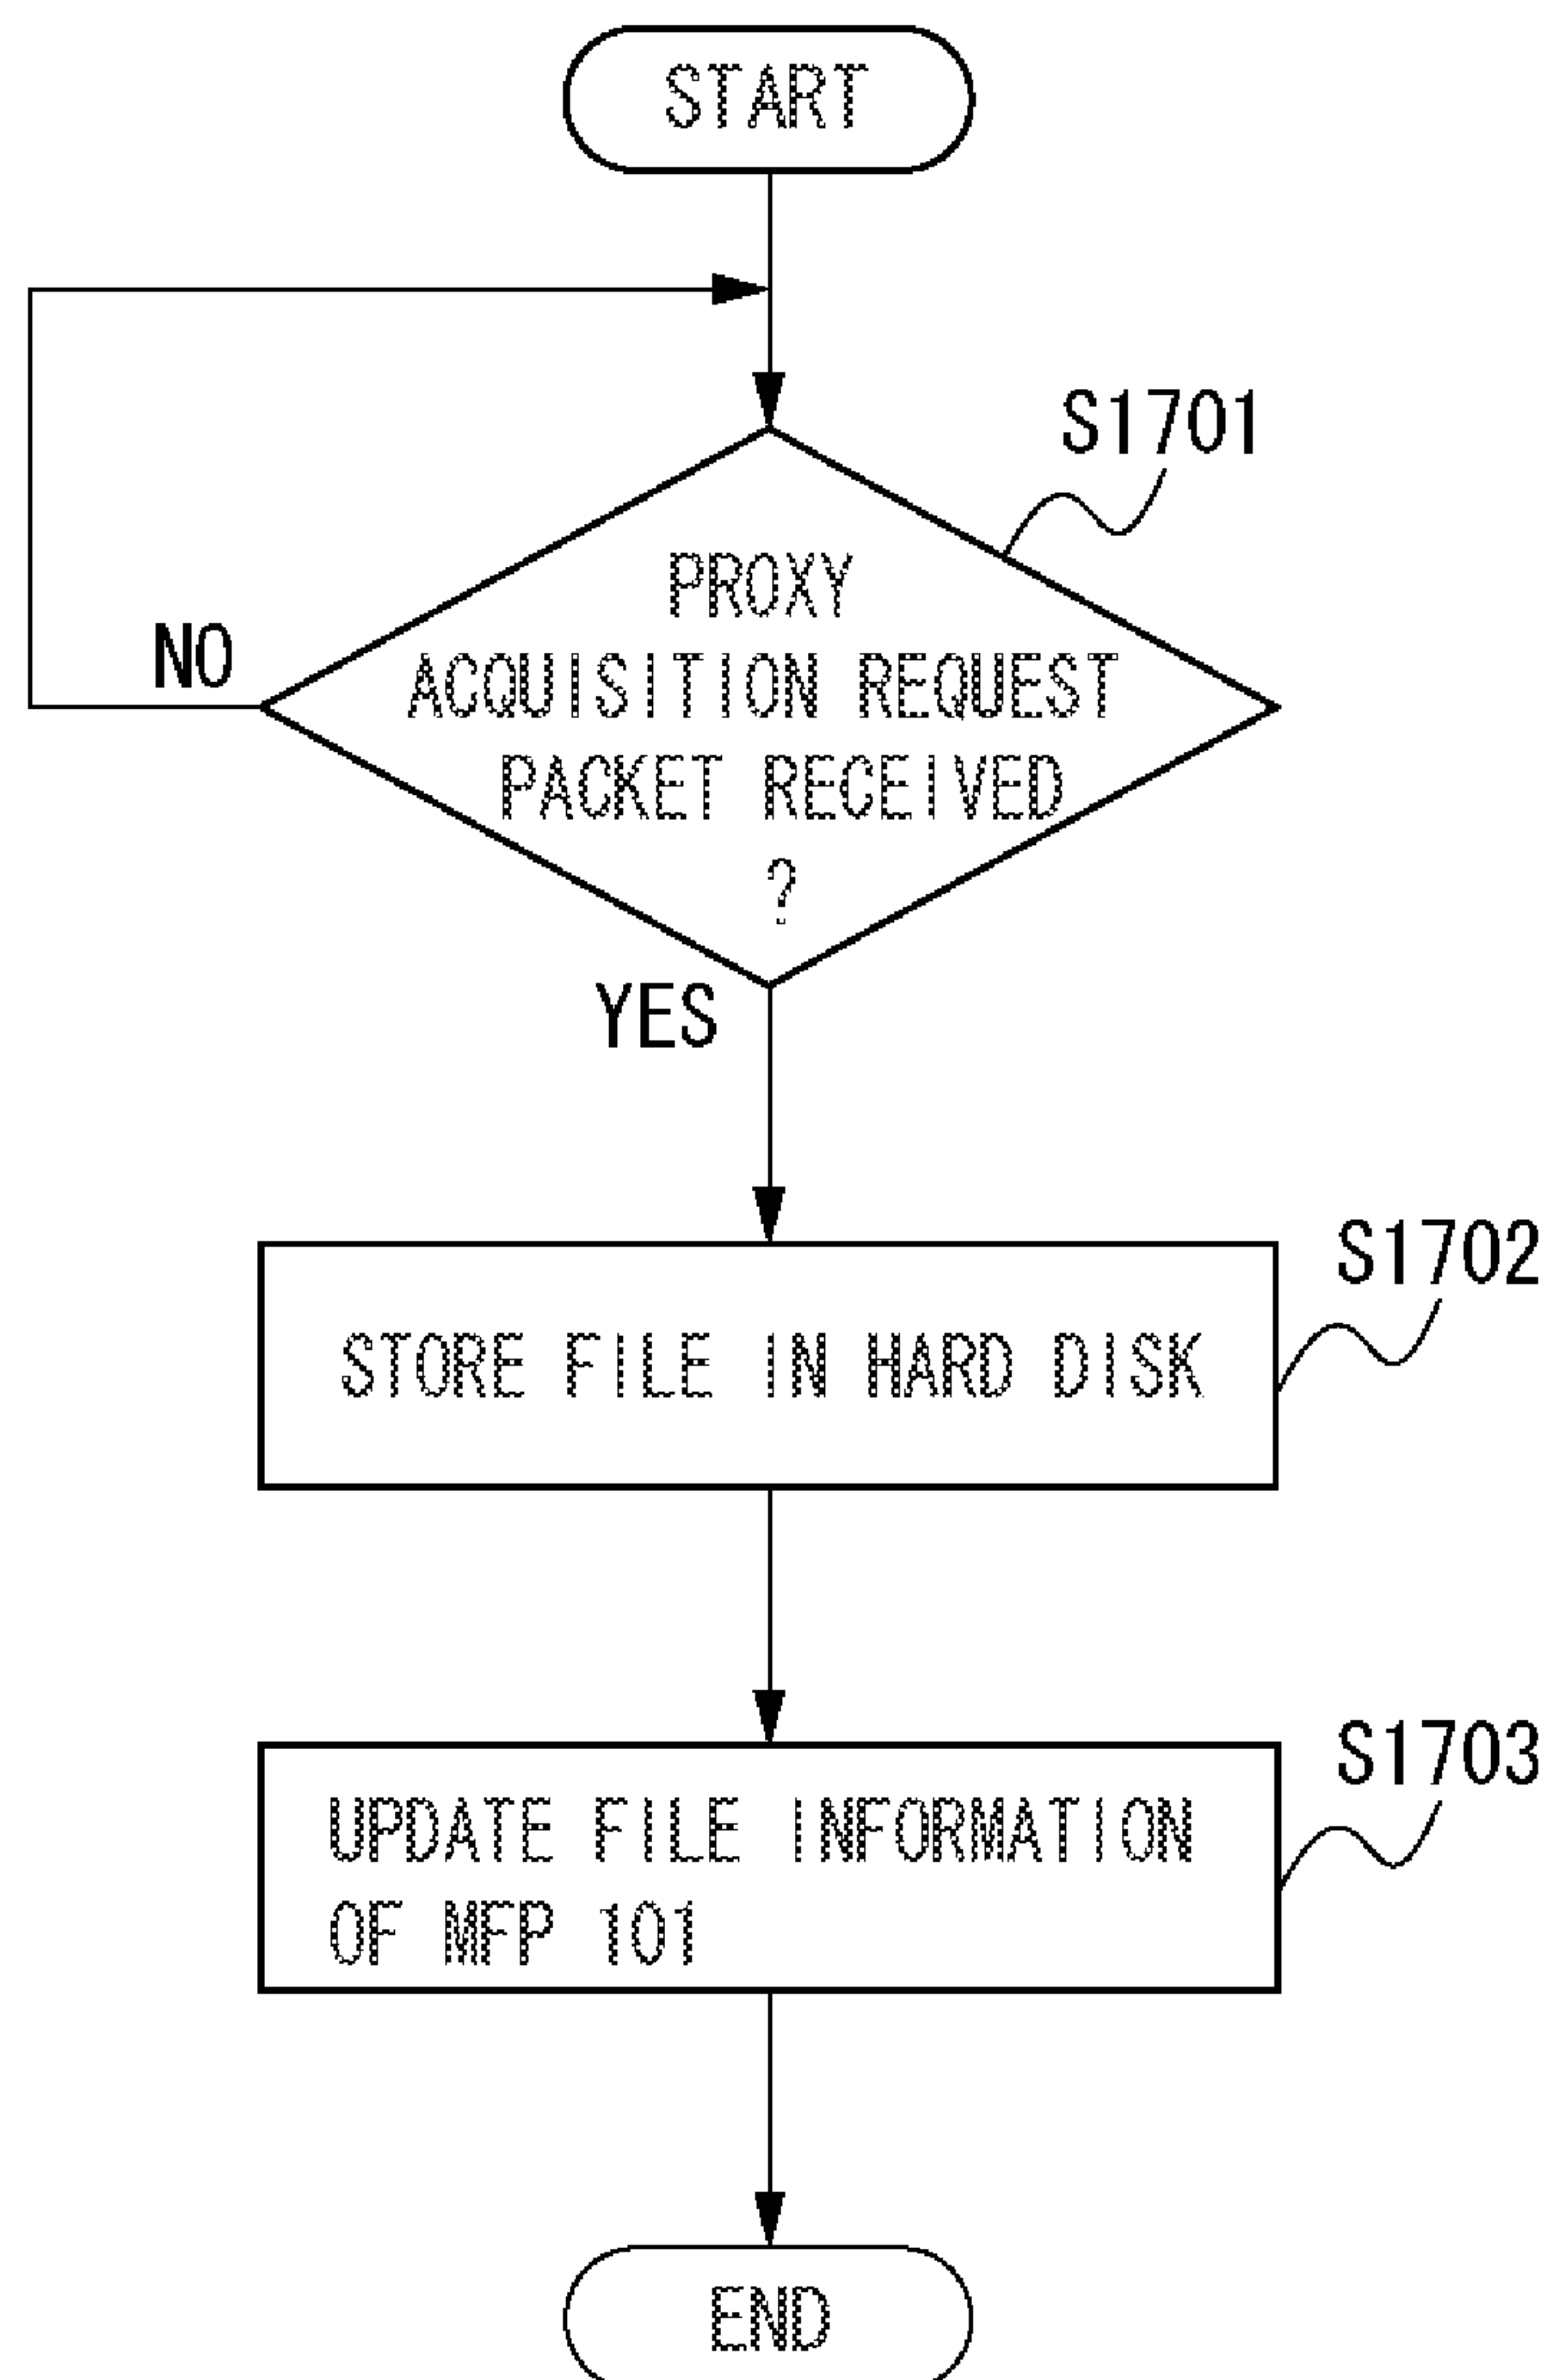 START
S1701
PROXY
ACQUISITION REQUEST
PACKET RECEIVED
?
NO
YES
S1702
STORE FILE IN HARD DISK
S1703
UPDATE FILE INFORMATION
OF MFP 101
END